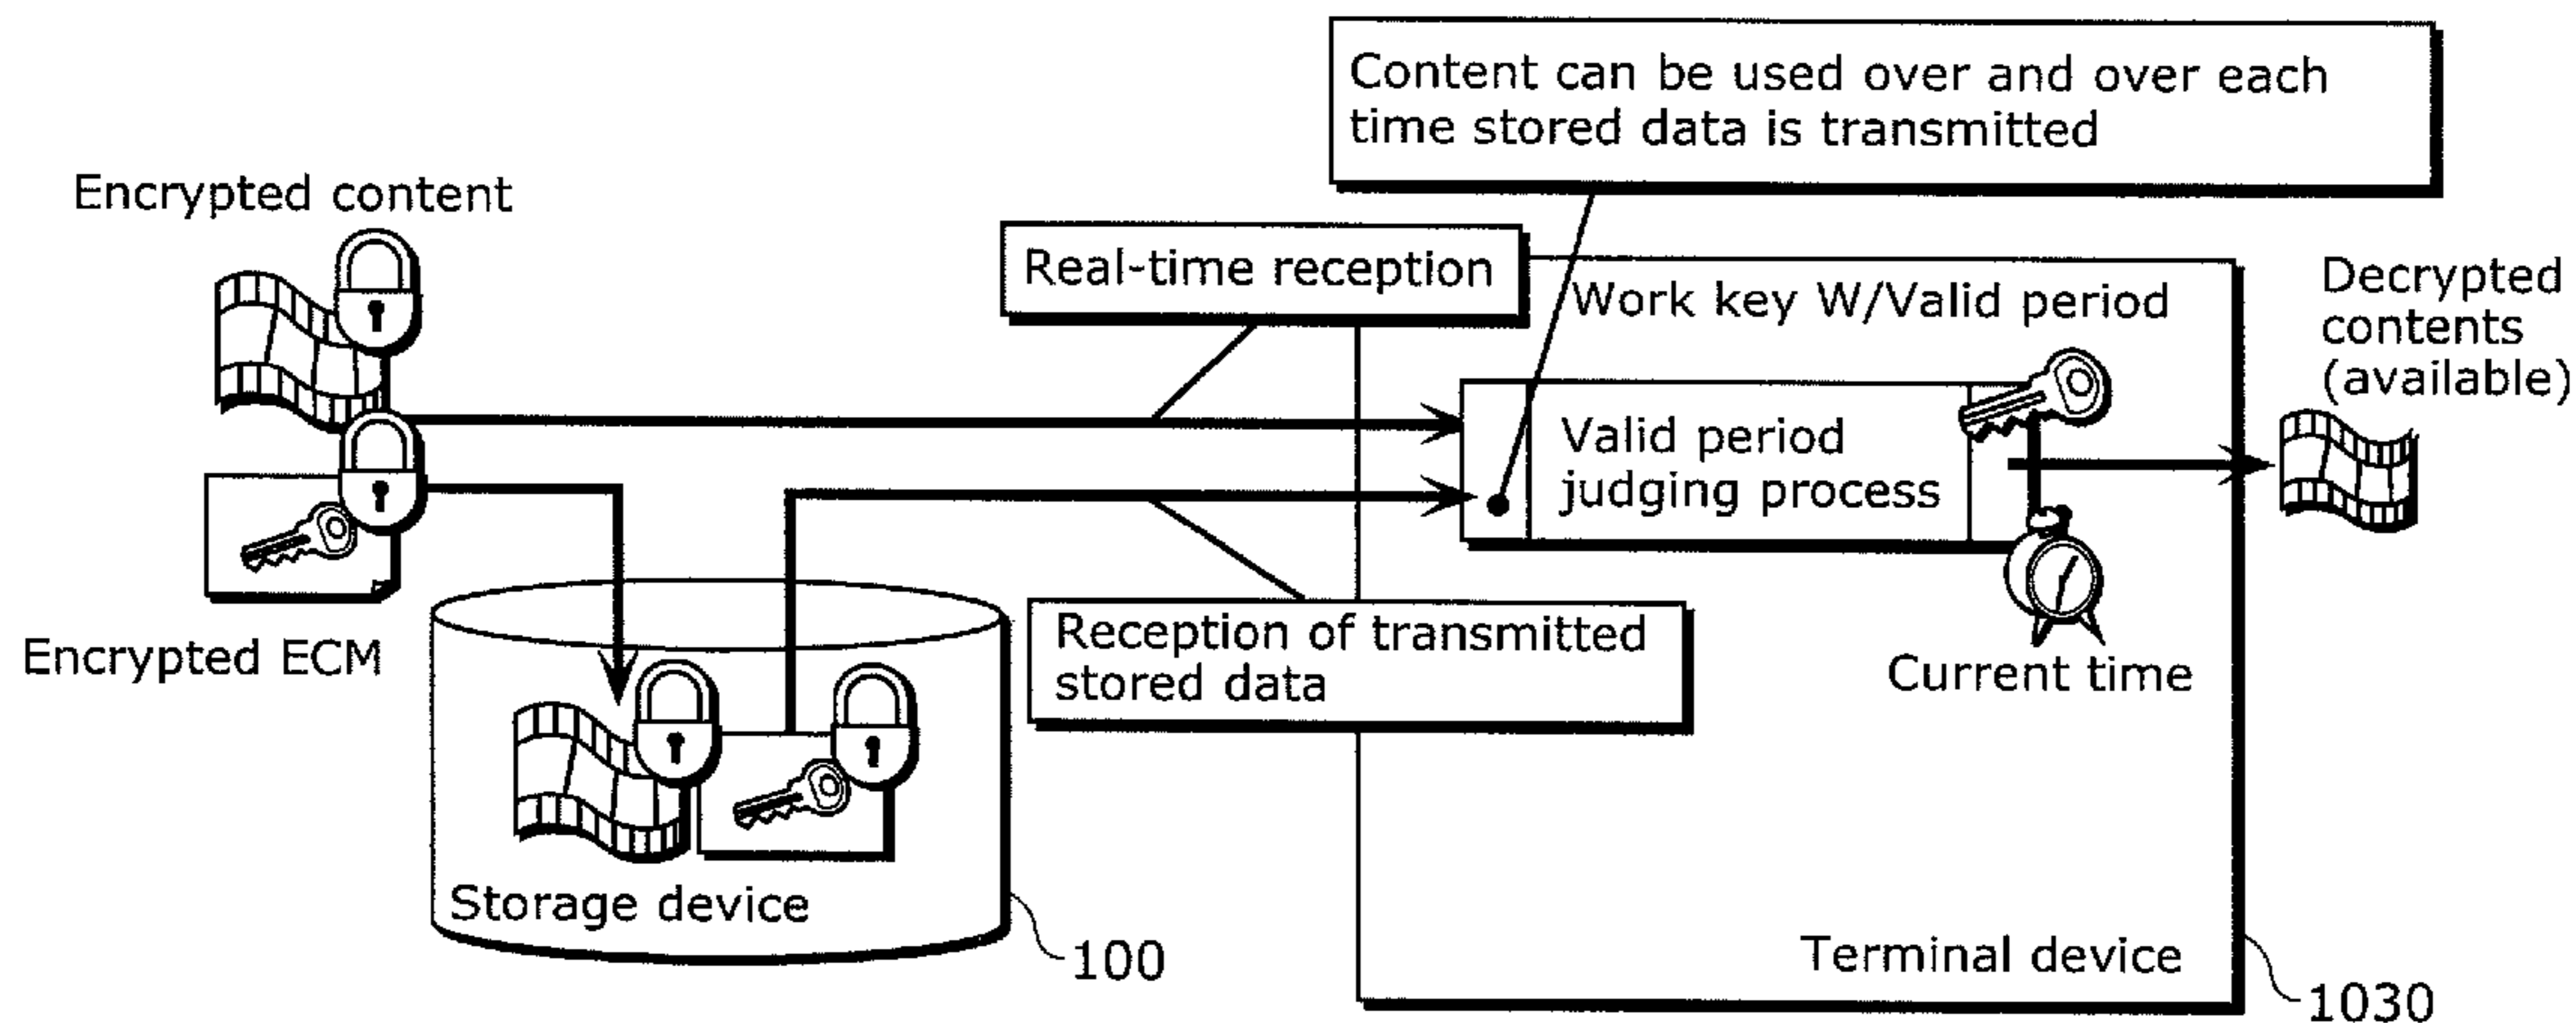 Content can be used over and over each
time stored data is transmitted
Encrypted content
Real-time reception
Work key W/Valid period
Decrypted
contents
(available)
Valid period
judging process
Encrypted ECM
Reception of transmitted
stored data
Current time
Storage device
100
Terminal device
1030